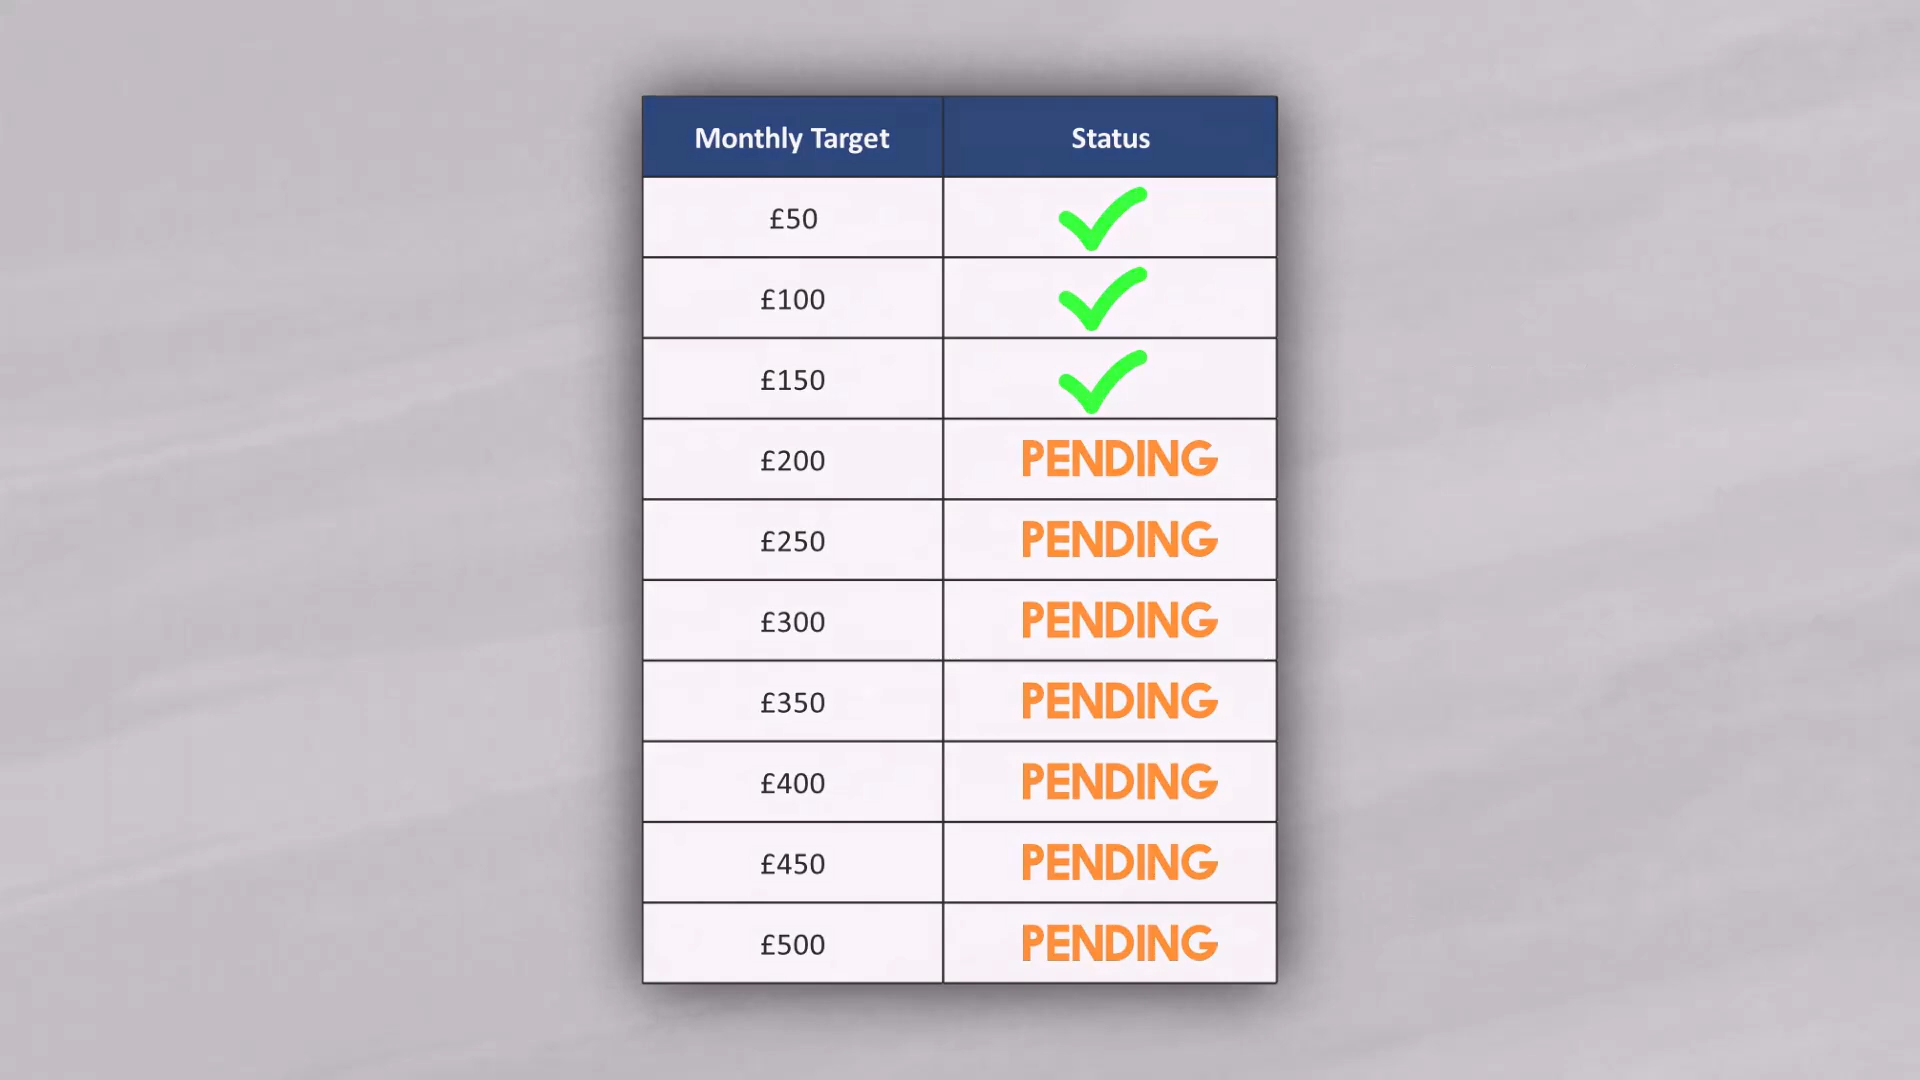 Monthly Target Status
£50
£100
£150
£200 PENDING
£250 PENDING
£300 PENDING
£350 PENDING
£400 PENDING
£450 PENDING
£500 PENDING